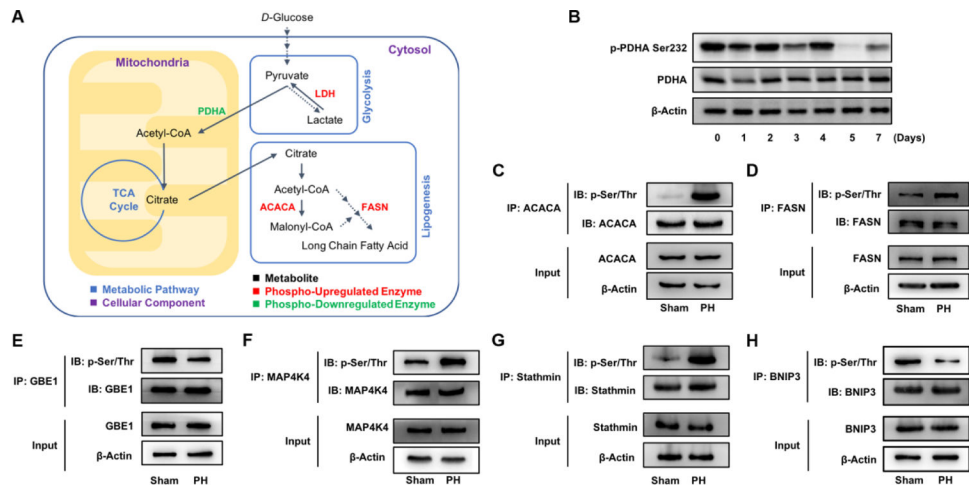 A
D-Glucose
Cytosol
Mitochondria
Pyruvate
LDH
Lactate
Glycolysis
PDHA
Acetyl-CoA
TCA
Cycle
Citrate
Citrate
Acetyl-CoA
ACACA
FASN
Malonyl-CoA
Long Chain Fatty Acid
Lipogenesis
Metabolic Pathway
Cellular Component
Metabolite
Phospho-Upregulated Enzyme
Phospho-Downregulated Enzyme
B
p-PDHA Ser232
PDHA
β-Actin
0 1 2 3 4 5 7 (Days)
C
IP: ACACA
IB: p-Ser/Thr
IB: ACACA
Input
ACACA
β-Actin
Sham PH
D
IP: FASN
IB: p-Ser/Thr
IB: FASN
Input
FASN
β-Actin
Sham PH
E
IP: GBE1
IB: p-Ser/Thr
IB: GBE1
Input
GBE1
β-Actin
Sham PH
F
IP: MAP4K4
IB: p-Ser/Thr
IB: MAP4K4
Input
MAP4K4
β-Actin
Sham PH
G
IP: Stathmin
IB: p-Ser/Thr
IB: Stathmin
Input
Stathmin
β-Actin
Sham PH
H
IP: BNIP3
IB: p-Ser/Thr
IB: BNIP3
Input
BNIP3
β-Actin
Sham PH